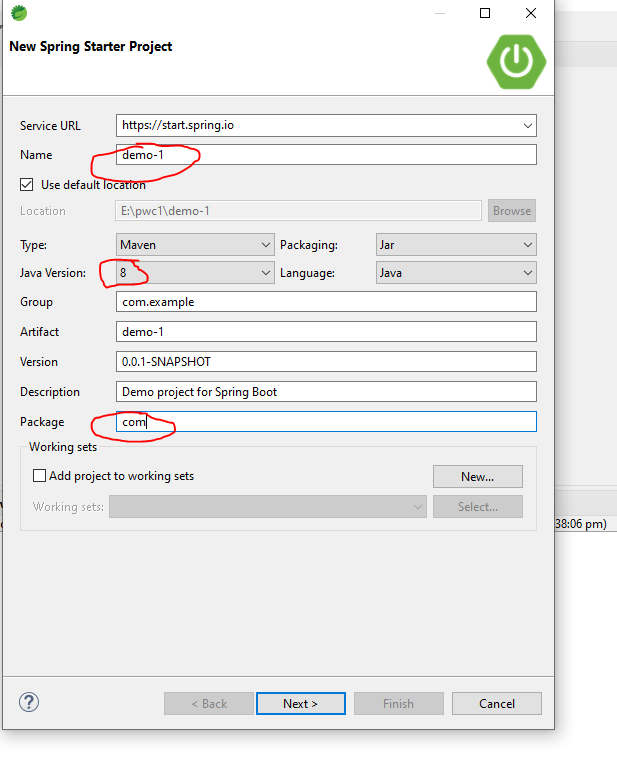 New Spring Starter Project
Service URL https://start.spring.io
Name demo-1
Use default location
Location E:\pwc1\demo-1 Browse
Type: Maven Packaging: Jar
Java Version: 8 Language: Java
Group com.example
Artifact demo-1
Version 0.0.1-SNAPSHOT
Description Demo project for Spring Boot
Package com
Working sets
Add project to working sets New...
Working sets: Select...
38:06 pm)
? < Back Next > Finish Cancel